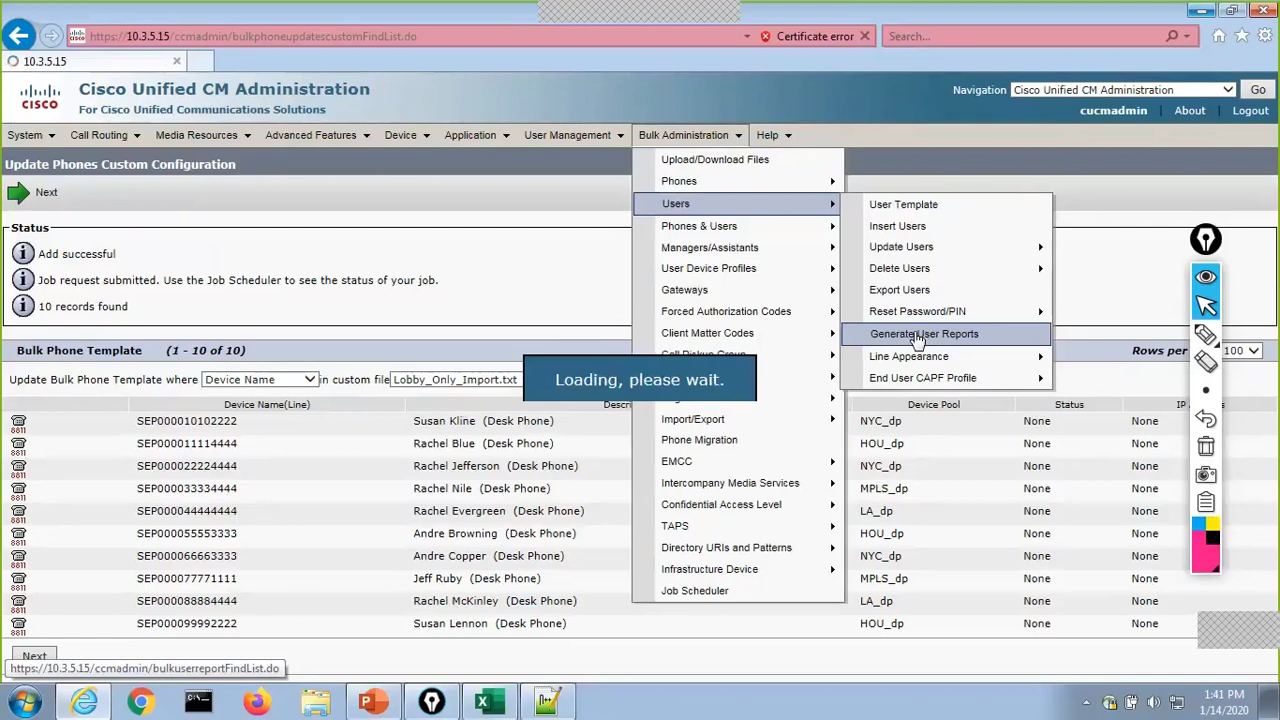 https://10.3.5.15/ccmadmin/bulkphoneupdatescustomFindList.do
Certificate error
Search...
10.3.5.15
cisco
Cisco Unified CM Administration
For Cisco Unified Communications Solutions
Navigation Cisco Unified CM Administration Go
cucmadmin About Logout
System Call Routing Media Resources Advanced Features Device Application User Management Bulk Administration Help
Update Phones Custom Configuration
Next
Status
Add successful
Job request submitted. Use the Job Scheduler to see the status of your job.
10 records found
Bulk Phone Template (1 - 10 of 10)
Rows per 100
Update Bulk Phone Template where Device Name in custom file Lobby_Only_Import.txt
Device Name(Line) Device Pool Status
SEP000010102222 Susan Kline (Desk Phone) NYC_dp None None
8811
SEP000011114444 Rachel Blue (Desk Phone) HOU_dp None None
8811
SEP000022224444 Rachel Jefferson (Desk Phone) NYC_dp None None
8811
SEP000033334444 Rachel Nile (Desk Phone) MPLS_dp None None
8811
SEP000044444444 Rachel Evergreen (Desk Phone) LA_dp None None
8811
SEP000055553333 Andre Browning (Desk Phone) HOU_dp None None
8811
SEP000066663333 Andre Copper (Desk Phone) NYC_dp None None
8811
SEP000077771111 Jeff Ruby (Desk Phone) MPLS_dp None None
8811
SEP000088884444 Rachel McKinley (Desk Phone) LA_dp None None
8811
SEP000099992222 Susan Lennon (Desk Phone) HOU_dp None None
8811
Next
Upload/Download Files
Phones
Users
Phones & Users
Managers/Assistants
User Device Profiles
Gateways
Forced Authorization Codes
Client Matter Codes
Import/Export
Phone Migration
EMCC
Intercompany Media Services
Confidential Access Level
TAPS
Directory URIs and Patterns
Infrastructure Device
Job Scheduler
User Template
Insert Users
Update Users
Delete Users
Export Users
Reset Password/PIN
Generate User Reports
Line Appearance
End User CAPF Profile
Loading, please wait.
https://10.3.5.15/ccmadmin/bulkuserreportFindList.do
1:41 PM
1/14/2020